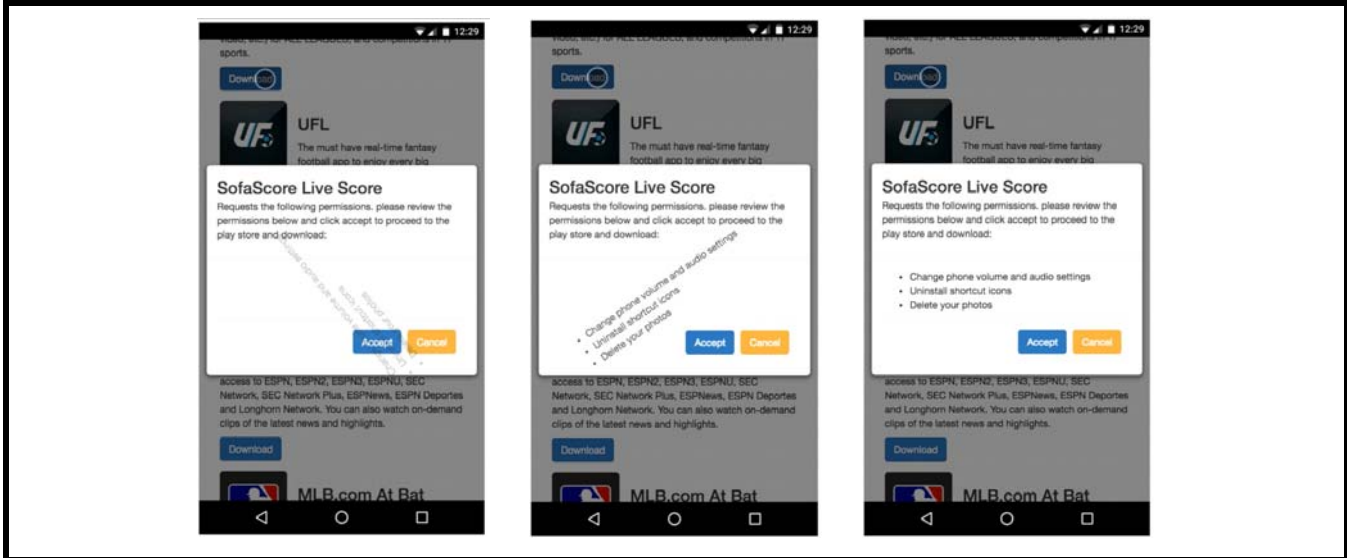 12:29
sports.
Download
UFL
The must have real-time fantasy
football app to enjoy every big
SofaScore Live Score
Requests the following permissions. please review the
permissions below and click accept to proceed to the
play store and download:
Accept
Cancel
access to ESPN, ESPN2, ESPN3, ESPNU, SEC
Network, SEC Network Plus, ESPNews, ESPN Deportes
and Longhorn Network. You can also watch on-demand
clips of the latest news and highlights.
Download
MLB.com At Bat
12:29
sports.
Download
UFL
The must have real-time fantasy
football app to enjoy every big
SofaScore Live Score
Requests the following permissions. please review the
permissions below and click accept to proceed to the
play store and download:
• Change phone volume and audio settings
• Uninstall shortcut icons
• Delete your photos
Accept
Cancel
access to ESPN, ESPN2, ESPN3, ESPNU, SEC
Network, SEC Network Plus, ESPNews, ESPN Deportes
and Longhorn Network. You can also watch on-demand
clips of the latest news and highlights.
Download
MLB.com At Bat
12:29
sports.
Download
UFL
The must have real-time fantasy
football app to enjoy every big
SofaScore Live Score
Requests the following permissions. please review the
permissions below and click accept to proceed to the
play store and download:
• Change phone volume and audio settings
• Uninstall shortcut icons
• Delete your photos
Accept
Cancel
access to ESPN, ESPN2, ESPN3, ESPNU, SEC
Network, SEC Network Plus, ESPNews, ESPN Deportes
and Longhorn Network. You can also watch on-demand
clips of the latest news and highlights.
Download
MLB.com At Bat